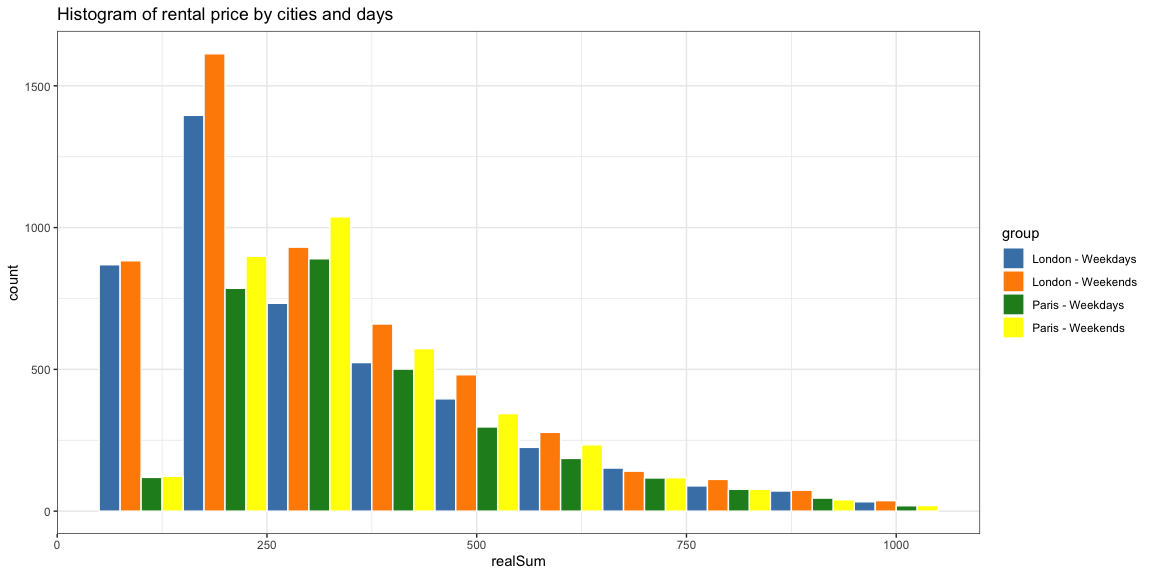 Histogram of rental price by cities and days
count
1500
1000
500
0
0
250
500
750
1000
realSum
group
London - Weekdays
London - Weekends
Paris - Weekdays
Paris - Weekends